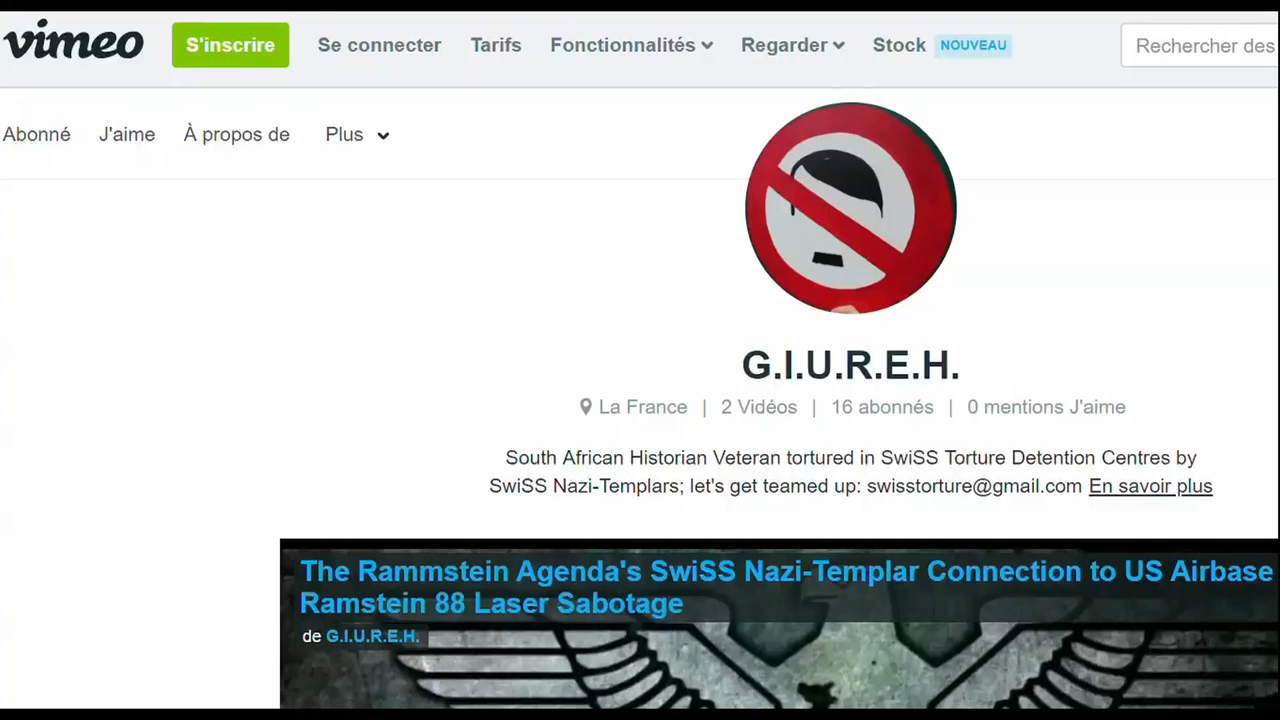 vimeo S'inscrire Se connecter Tarifs Fonctionnalités Regarder Stock NOUVEAU Rechercher des
Abonné J'aime À propos de Plus
G.I.U.R.E.H.
La France | 2 Vidéos | 16 abonnés | 0 mentions J'aime
South African Historian Veteran tortured in SwiSS Torture Detention Centres by
SwiSS Nazi-Templars; let's get teamed up: swisstorture@gmail.com En savoir plus
The Rammstein Agenda's SwiSS Nazi-Templar Connection to US Airbase
Ramstein 88 Laser Sabotage
de G.I.U.R.E.H.